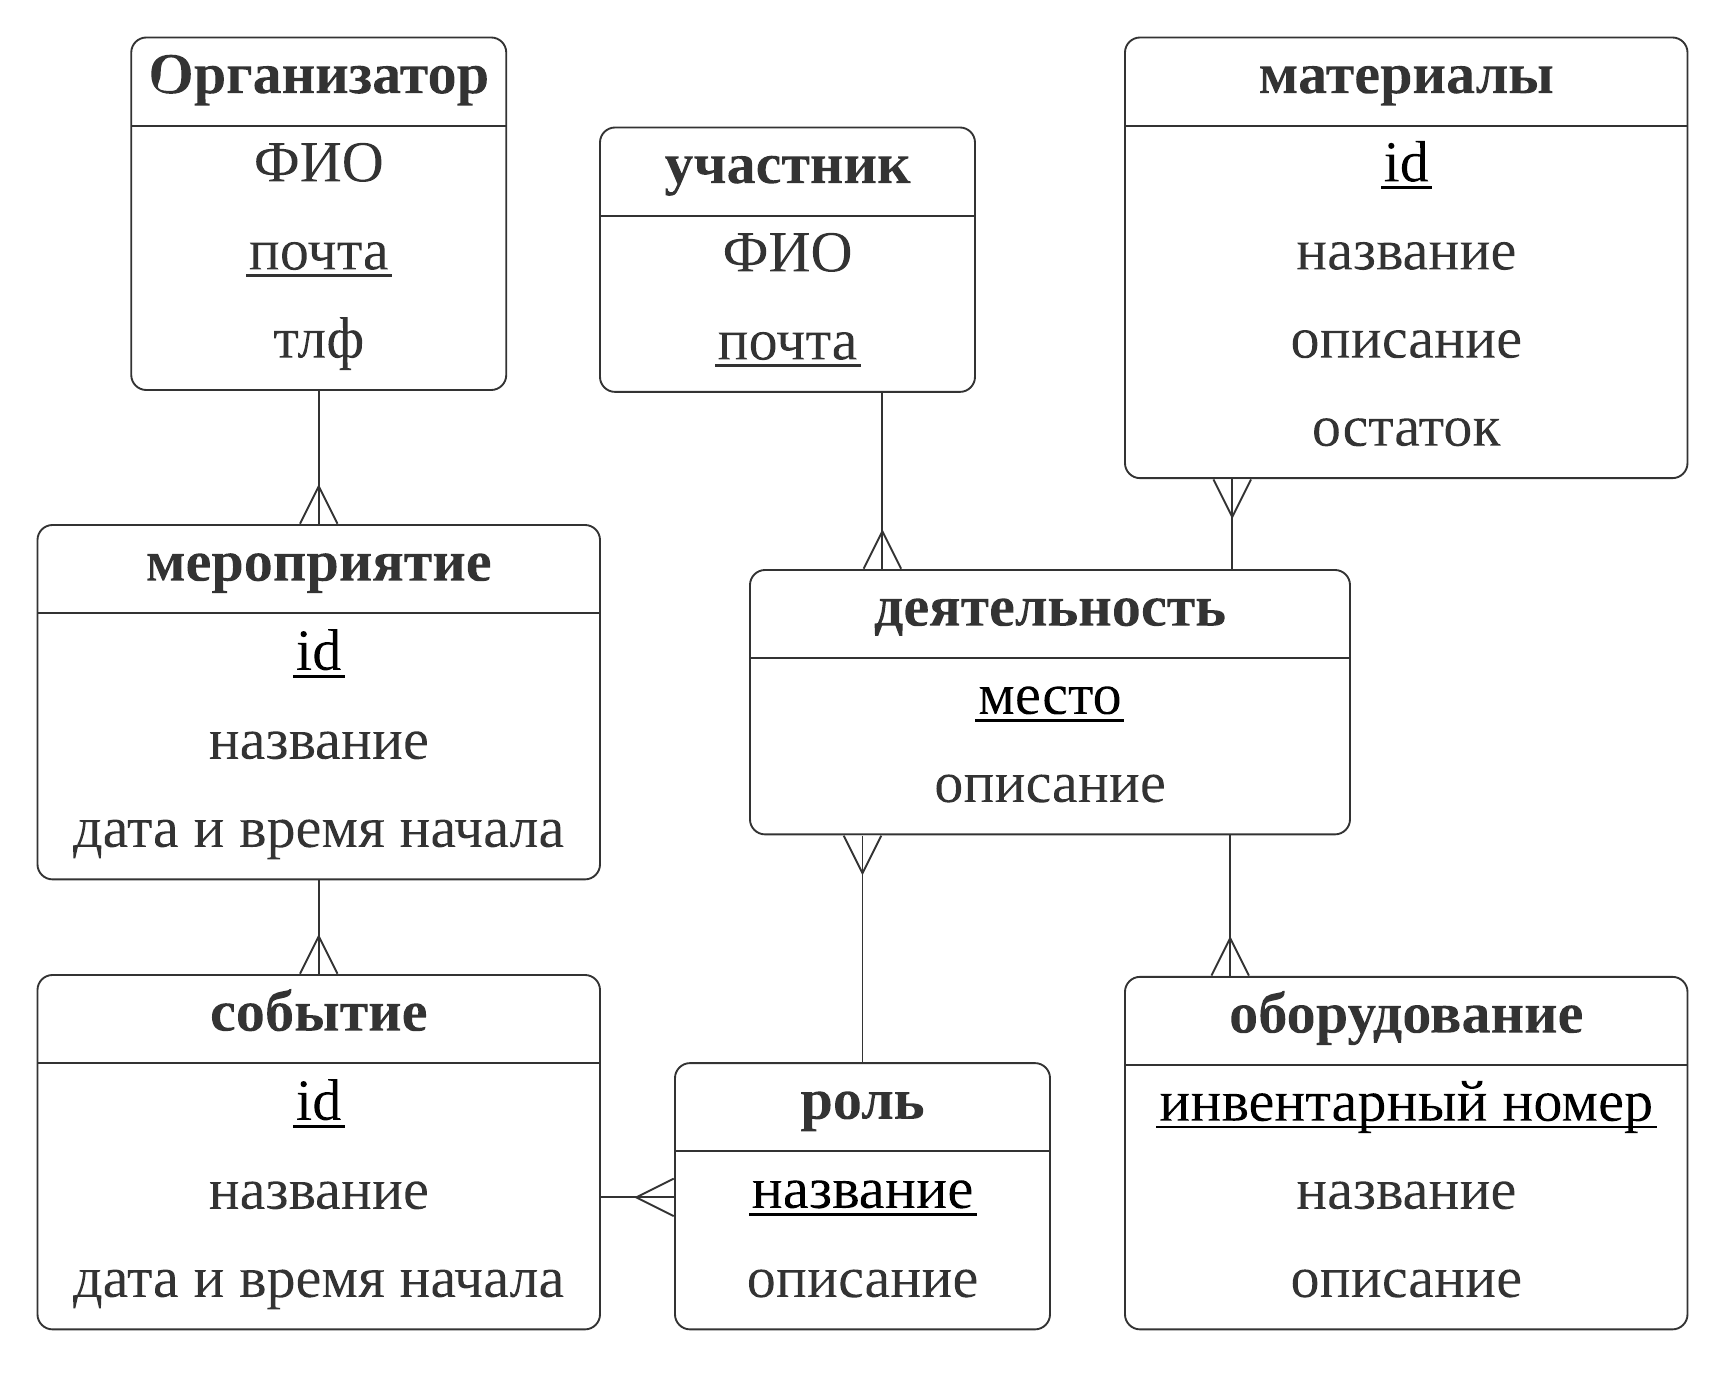 Организатор
ФИО
почта
тлф
участник
ФИО
почта
материалы
id
название
описание
остаток
мероприятие
id
название
дата и время начала
деятельность
место
описание
событие
id
название
дата и время начала
роль
название
описание
оборудование
инвентарный номер
название
описание